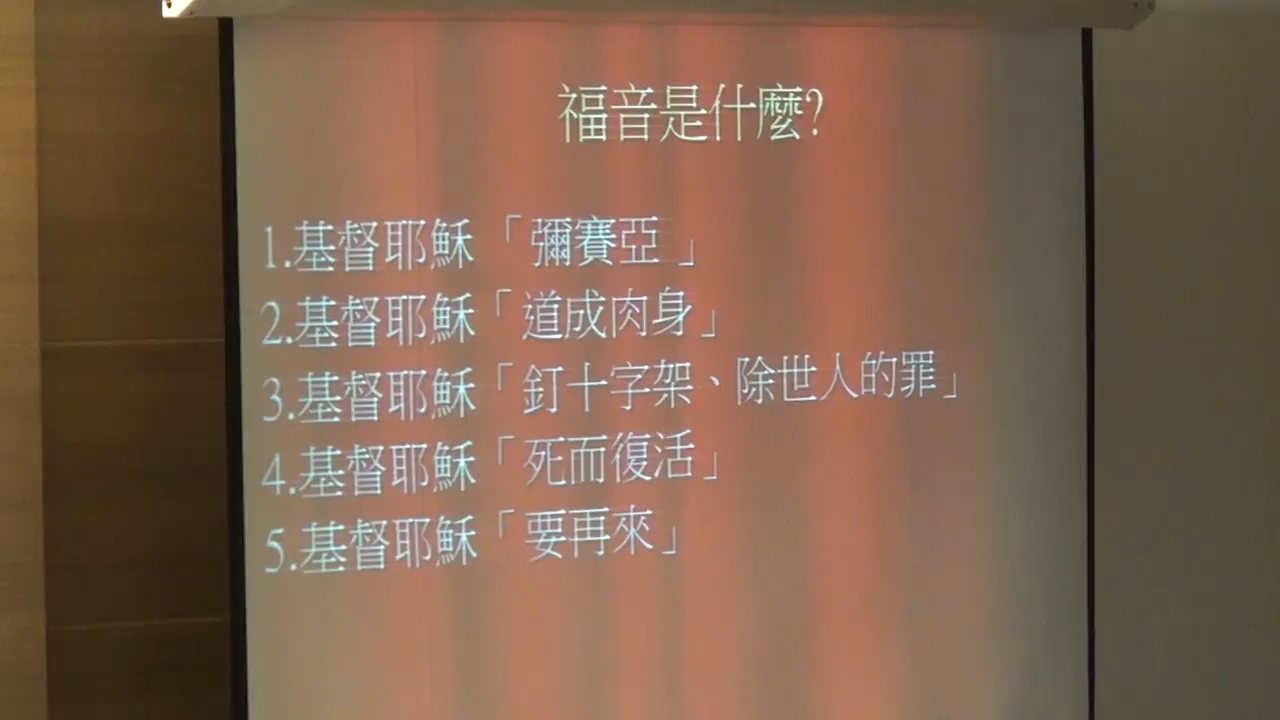 福音是什麼?
1.基督耶穌「彌賽亞」
2.基督耶穌「道成肉身」
3.基督耶穌「釘十字架、除世人的罪」
4.基督耶穌「死而復活」
5.基督耶穌「要再來」